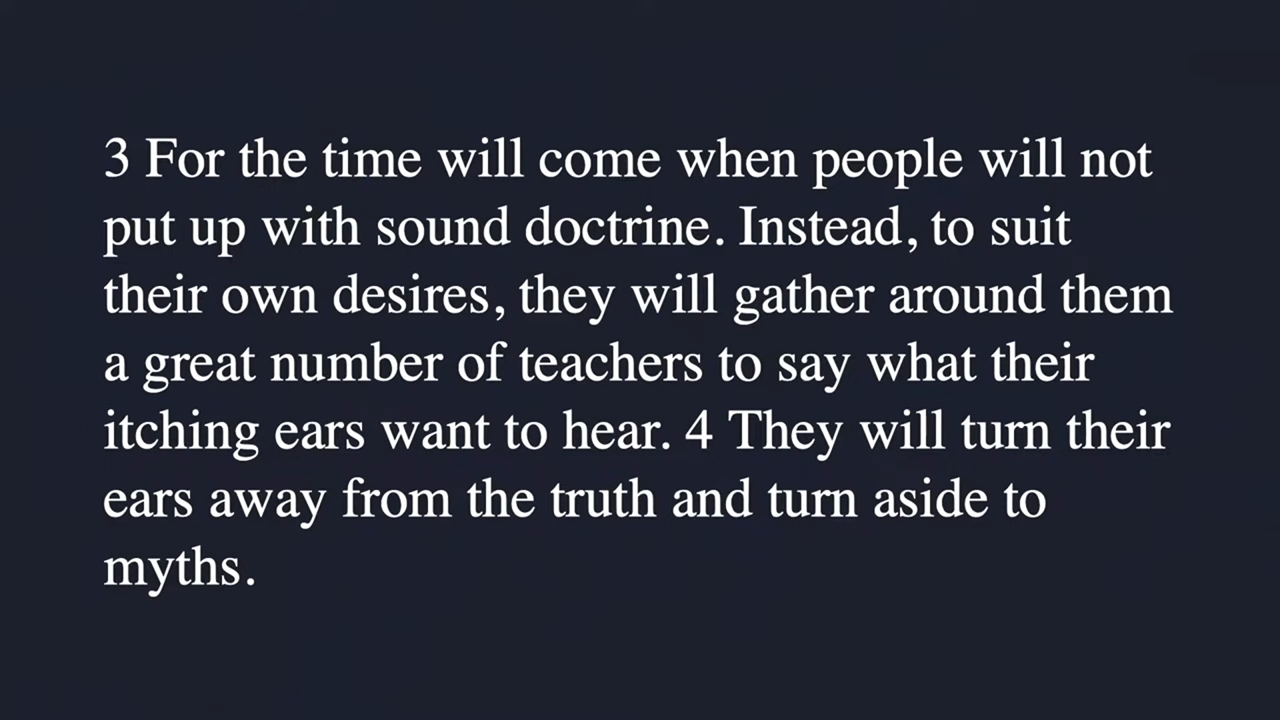 3 For the time will come when people will not
put up with sound doctrine. Instead, to suit
their own desires, they will gather around them
a great number of teachers to say what their
itching ears want to hear. 4 They will turn their
ears away from the truth and turn aside to
myths.